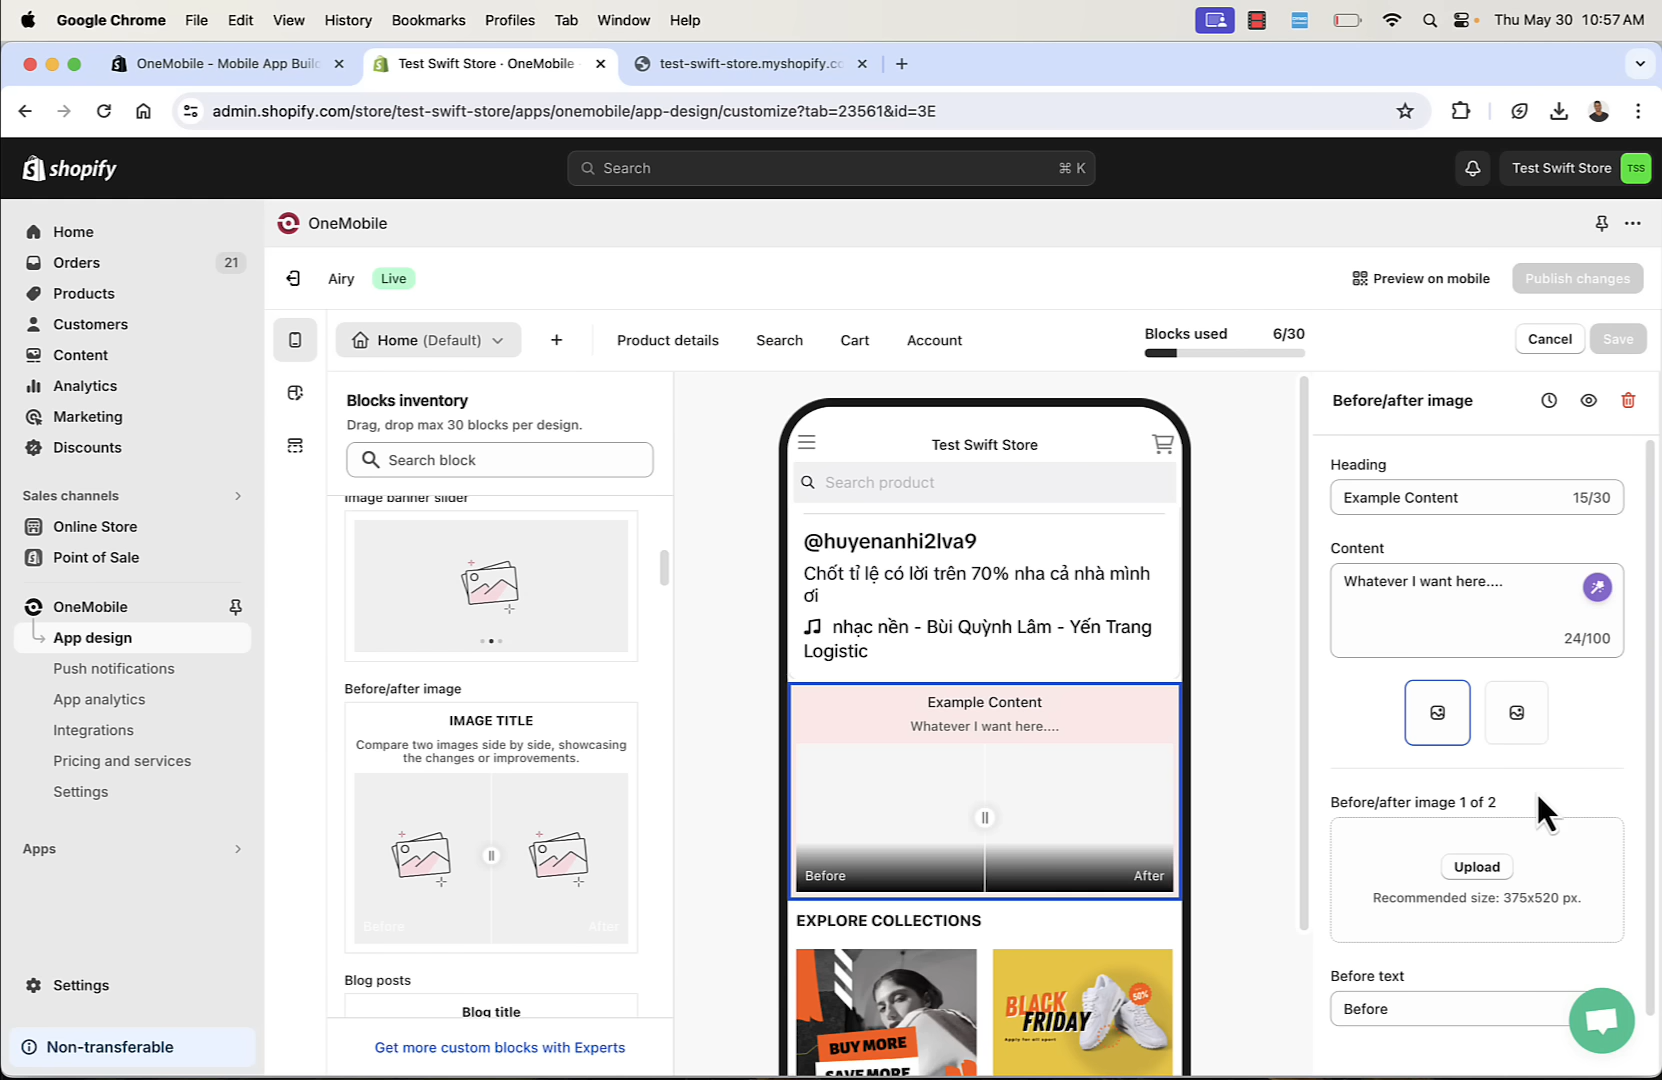 Google Chrome File Edit View History Bookmarks Profiles Tab Window Help Thu May 30 10:57 AM
OneMobile - Mobile App Buil
Test Swift Store · OneMobile
test-swift-store.myshopify.co
admin.shopify.com/store/test-swift-store/apps/onemobile/app-design/customize?tab=23561&id=3E
shopify
Search
⌘ K
Test Swift Store
TSS
Home
Orders 21
Products
Customers
Content
Analytics
Marketing
Discounts
Sales channels
Online Store
Point of Sale
OneMobile
App design
Push notifications
App analytics
Integrations
Pricing and services
Settings
Apps
Settings
Non-transferable
OneMobile
Airy
Live
Preview on mobile
Publish changes
Home (Default)
Product details
Search
Cart
Account
Blocks used 6/30
Cancel
Save
Blocks inventory
Drag, drop max 30 blocks per design.
Search block
Image banner slider
Before/after image
IMAGE TITLE
Compare two images side by side, showcasing
the changes or improvements.
Before
After
Blog posts
Blog title
Get more custom blocks with Experts
Test Swift Store
Search product
@huyenanhi2lva9
Chốt tỉ lệ có lời trên 70% nha cả nhà mình
ơi
nhạc nền - Bùi Quỳnh Lâm - Yến Trang
Logistic
Example Content
Whatever I want here....
Before
After
EXPLORE COLLECTIONS
BUY MORE
SAVE MORE
BLACK
FRIDAY
Apply for all sport
50%
Before/after image
Heading
Example Content 15/30
Content
Whatever I want here....
24/100
Before/after image 1 of 2
Upload
Recommended size: 375x520 px.
Before text
Before